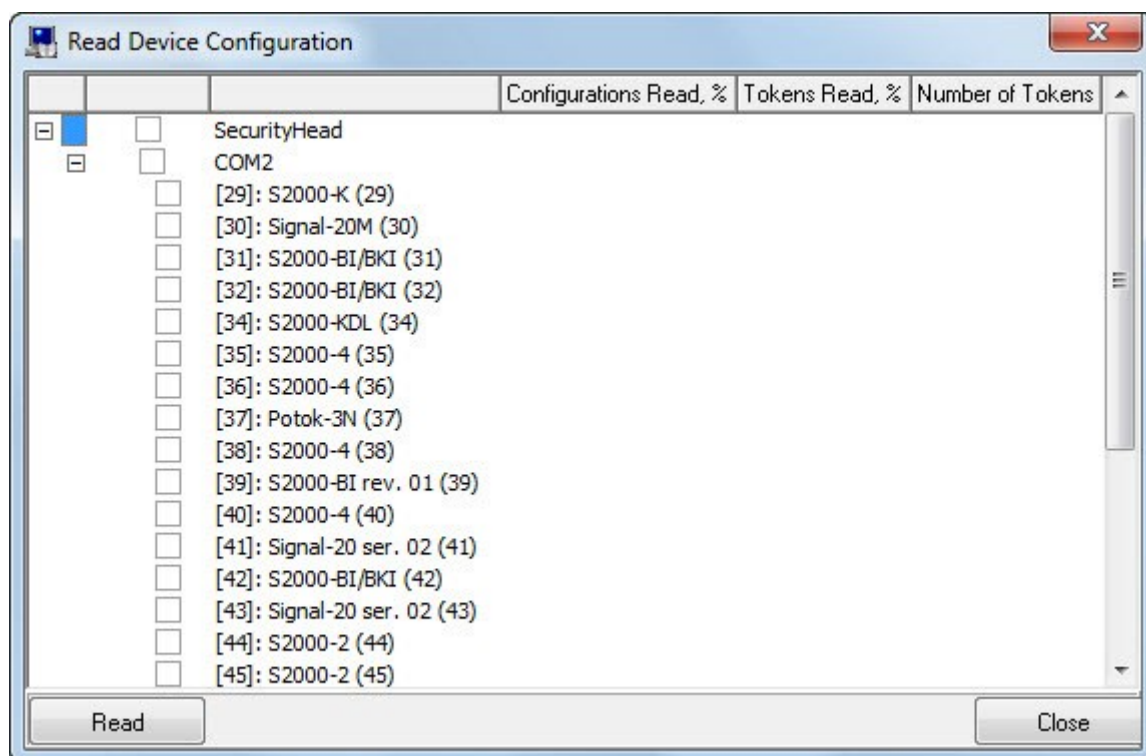 Read Device Configuration
Configurations Read, % Tokens Read, % Number of Tokens
SecurityHead
COM2
[29]: S2000-K (29)
[30]: Signal-20M (30)
[31]: S2000-BI/BKI (31)
[32]: S2000-BI/BKI (32)
[34]: S2000-KDL (34)
[35]: S2000-4 (35)
[36]: S2000-4 (36)
[37]: Potok-3N (37)
[38]: S2000-4 (38)
[39]: S2000-BI rev. 01 (39)
[40]: S2000-4 (40)
[41]: Signal-20 ser. 02 (41)
[42]: S2000-BI/BKI (42)
[43]: Signal-20 ser. 02 (43)
[44]: S2000-2 (44)
[45]: S2000-2 (45)
Read Close